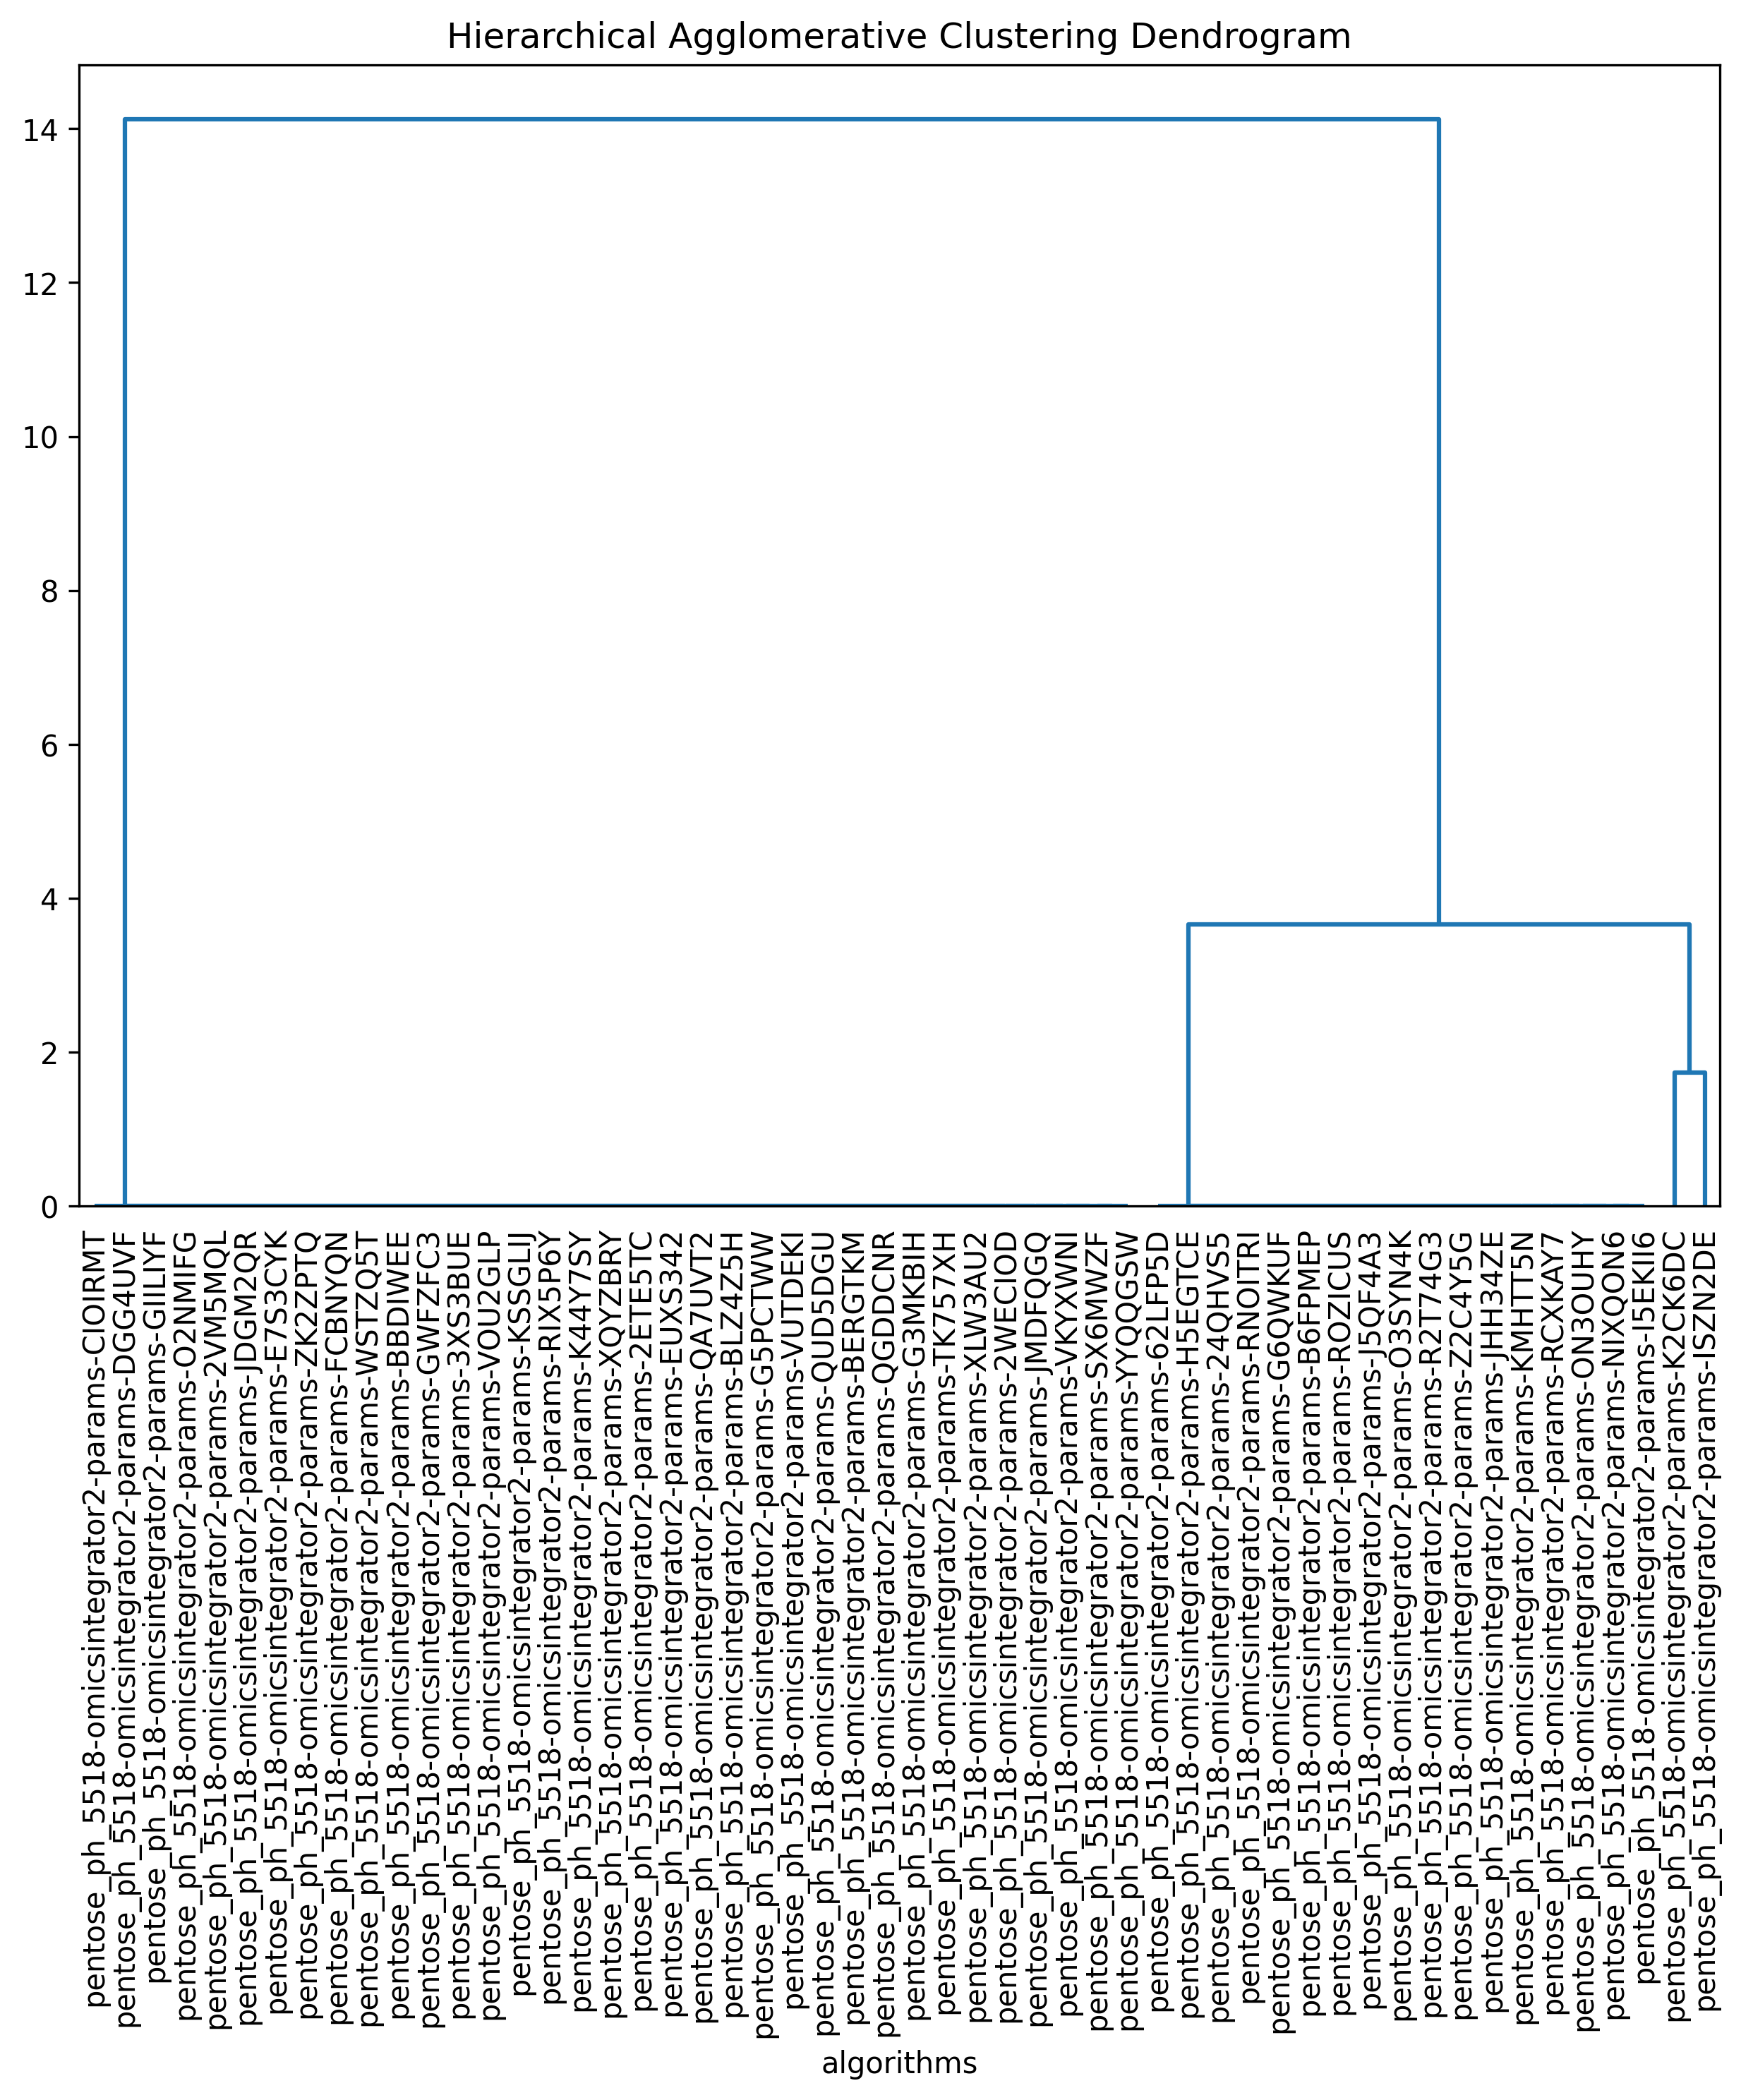 Hierarchical Agglomerative Clustering Dendrogram
14
12
10
8
6
4
2
0
pentose_ph_5518-omicsintegrator2-params-CIOIRMT
pentose_ph_5518-omicsintegrator2-params-DGG4UVF
pentose_ph_5518-omicsintegrator2-params-GIILIYF
pentose_ph_5518-omicsintegrator2-params-O2NMIFG
pentose_ph_5518-omicsintegrator2-params-2VM5MQL
pentose_ph_5518-omicsintegrator2-params-JDGM2QR
pentose_ph_5518-omicsintegrator2-params-E7S3CYK
pentose_ph_5518-omicsintegrator2-params-ZK2ZPTQ
pentose_ph_5518-omicsintegrator2-params-FCBNYQN
pentose_ph_5518-omicsintegrator2-params-WSTZQ5T
pentose_ph_5518-omicsintegrator2-params-BBDIWEE
pentose_ph_5518-omicsintegrator2-params-GWFZFC3
pentose_ph_5518-omicsintegrator2-params-3XS3BUE
pentose_ph_5518-omicsintegrator2-params-VOU2GLP
pentose_ph_5518-omicsintegrator2-params-KSSGLIJ
pentose_ph_5518-omicsintegrator2-params-RIX5P6Y
pentose_ph_5518-omicsintegrator2-params-K44Y7SY
pentose_ph_5518-omicsintegrator2-params-XQYZBRY
pentose_ph_5518-omicsintegrator2-params-2ETE5TC
pentose_ph_5518-omicsintegrator2-params-EUXS342
pentose_ph_5518-omicsintegrator2-params-QA7UVT2
pentose_ph_5518-omicsintegrator2-params-BLZ4Z5H
pentose_ph_5518-omicsintegrator2-params-G5PCTWW
pentose_ph_5518-omicsintegrator2-params-VUTDEKI
pentose_ph_5518-omicsintegrator2-params-QUD5DGU
pentose_ph_5518-omicsintegrator2-params-BERGTKM
pentose_ph_5518-omicsintegrator2-params-QGDDCNR
pentose_ph_5518-omicsintegrator2-params-G3MKBIH
pentose_ph_5518-omicsintegrator2-params-TK757XH
pentose_ph_5518-omicsintegrator2-params-XLW3AU2
pentose_ph_5518-omicsintegrator2-params-2WECIOD
pentose_ph_5518-omicsintegrator2-params-JMDFQGQ
pentose_ph_5518-omicsintegrator2-params-VKYXWNI
pentose_ph_5518-omicsintegrator2-params-SX6MWZF
pentose_ph_5518-omicsintegrator2-params-YYQQGSW
pentose_ph_5518-omicsintegrator2-params-62LFP5D
pentose_ph_5518-omicsintegrator2-params-H5EGTCE
pentose_ph_5518-omicsintegrator2-params-24QHVS5
pentose_ph_5518-omicsintegrator2-params-RNOITRI
pentose_ph_5518-omicsintegrator2-params-G6QWKUF
pentose_ph_5518-omicsintegrator2-params-B6FPMEP
pentose_ph_5518-omicsintegrator2-params-ROZICUS
pentose_ph_5518-omicsintegrator2-params-J5QF4A3
pentose_ph_5518-omicsintegrator2-params-O3SYN4K
pentose_ph_5518-omicsintegrator2-params-R2T74G3
pentose_ph_5518-omicsintegrator2-params-Z2C4Y5G
pentose_ph_5518-omicsintegrator2-params-JHH34ZE
pentose_ph_5518-omicsintegrator2-params-KMHTT5N
pentose_ph_5518-omicsintegrator2-params-RCXKAY7
pentose_ph_5518-omicsintegrator2-params-ON3OUHY
pentose_ph_5518-omicsintegrator2-params-NIXQON6
pentose_ph_5518-omicsintegrator2-params-I5EKII6
pentose_ph_5518-omicsintegrator2-params-K2CK6DC
pentose_ph_5518-omicsintegrator2-params-ISZN2DE
algorithms